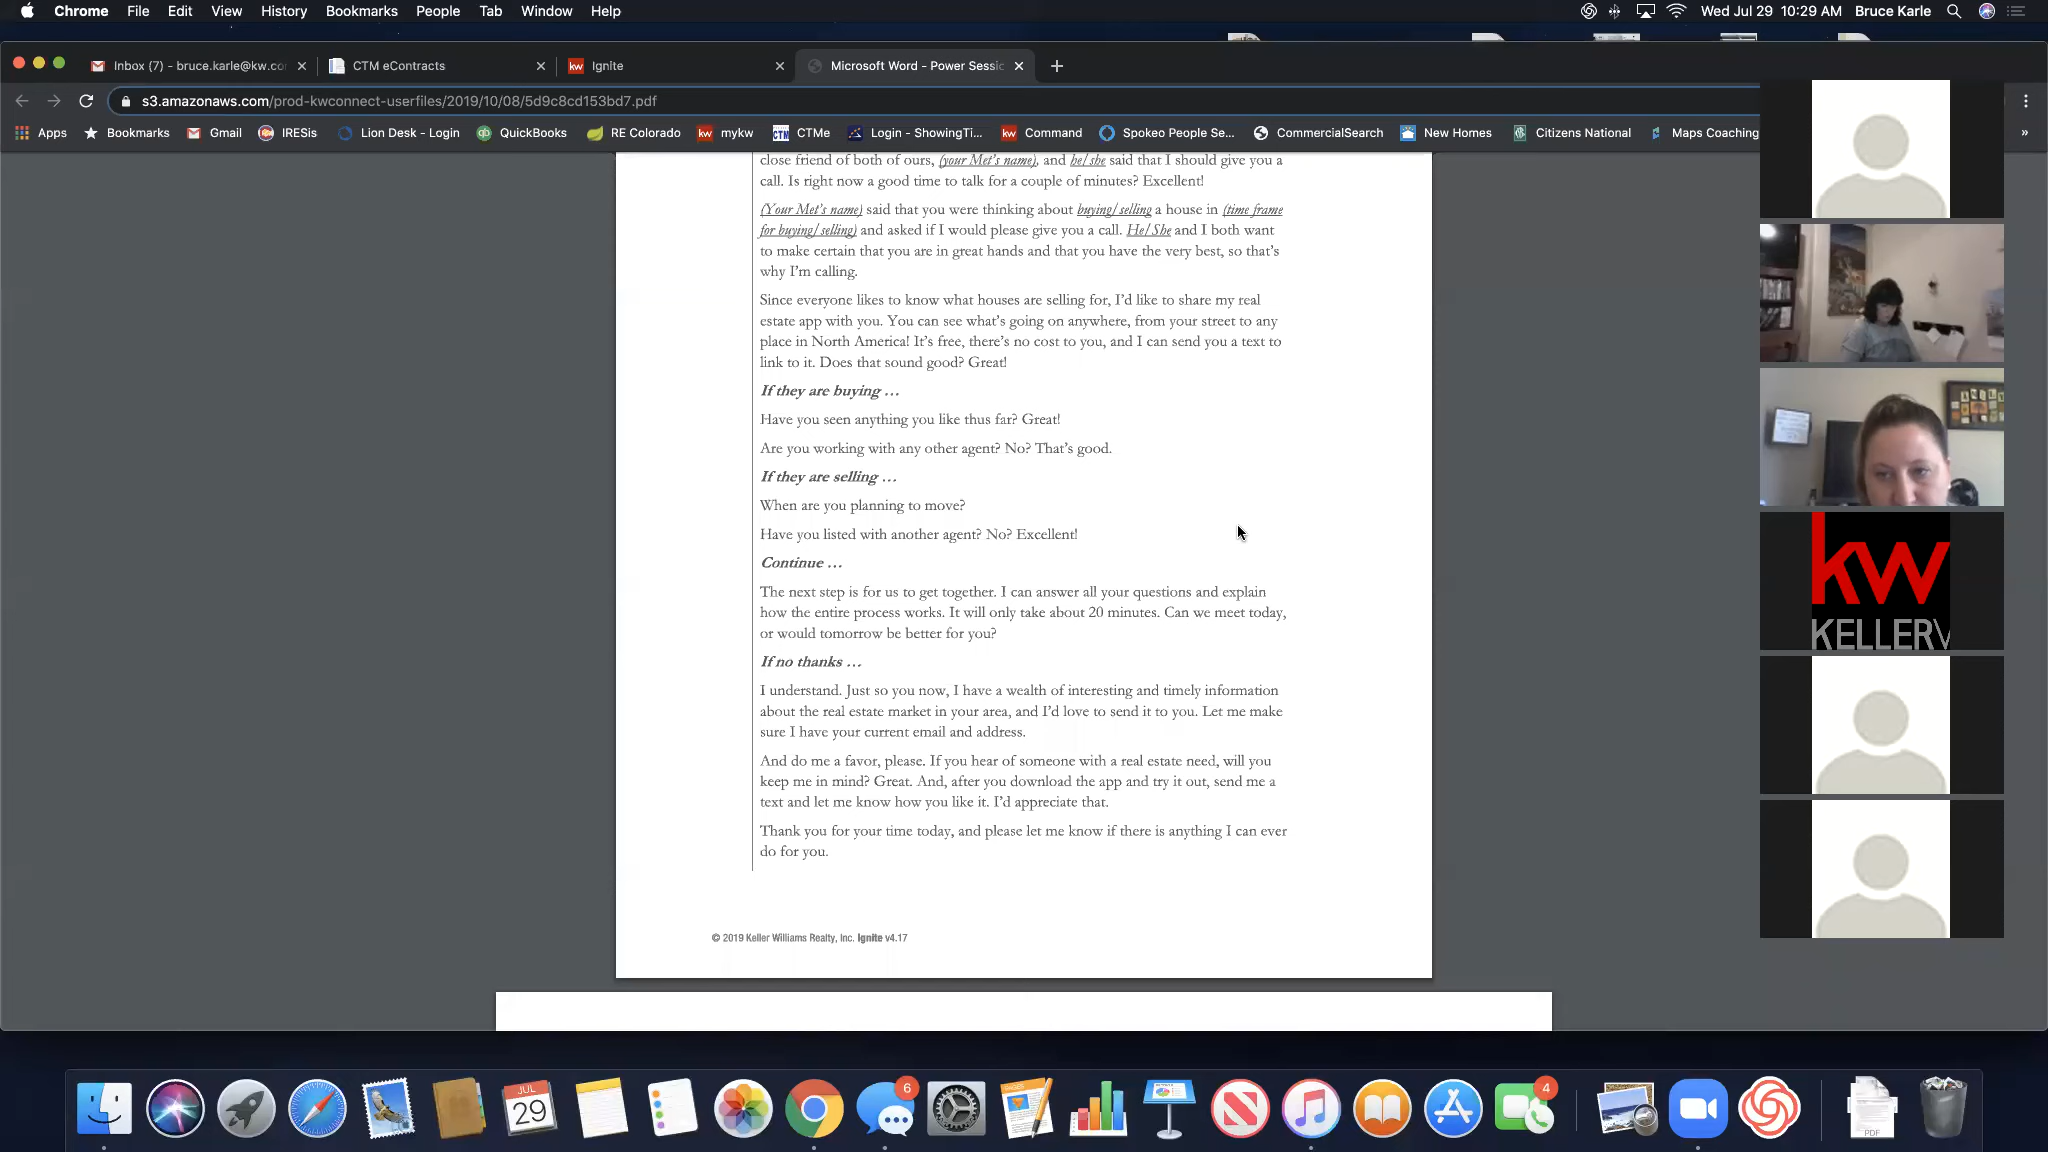 Chrome File Edit View History Bookmarks People Tab Window Help
Wed Jul 29 10:29 AM Bruce Karle
Inbox (7) - bruce.karle@kw.co
CTM eContracts
kw Ignite
Microsoft Word - Power Sessic
s3.amazonaws.com/prod-kwconnect-userfiles/2019/10/08/5d9c8cd153bd7.pdf
Apps Bookmarks Gmail IRESis Lion Desk - Login QuickBooks RE Colorado kw mykw CTM CTMe Login - ShowingTi... kw Command Spokeo People Se... CommercialSearch New Homes Citizens National Maps Coaching »
close friend of both of ours, (your Met's name), and he/she said that I should give you a
call. Is right now a good time to talk for a couple of minutes? Excellent!
(Your Met's name) said that you were thinking about buying/selling a house in (time frame
for buying/selling) and asked if I would please give you a call. He/She and I both want
to make certain that you are in great hands and that you have the very best, so that's
why I'm calling.
Since everyone likes to know what houses are selling for, I'd like to share my real
estate app with you. You can see what's going on anywhere, from your street to any
place in North America! It's free, there's no cost to you, and I can send you a text to
link to it. Does that sound good? Great!
If they are buying …
Have you seen anything you like thus far? Great!
Are you working with any other agent? No? That's good.
If they are selling …
When are you planning to move?
Have you listed with another agent? No? Excellent!
Continue …
The next step is for us to get together. I can answer all your questions and explain
how the entire process works. It will only take about 20 minutes. Can we meet today,
or would tomorrow be better for you?
If no thanks …
I understand. Just so you now, I have a wealth of interesting and timely information
about the real estate market in your area, and I'd love to send it to you. Let me make
sure I have your current email and address.
And do me a favor, please. If you hear of someone with a real estate need, will you
keep me in mind? Great. And, after you download the app and try it out, send me a
text and let me know how you like it. I'd appreciate that.
Thank you for your time today, and please let me know if there is anything I can ever
do for you.
© 2019 Keller Williams Realty, Inc. Ignite v4.17
kw
KELLERW
JUL
29
6
4
PDF